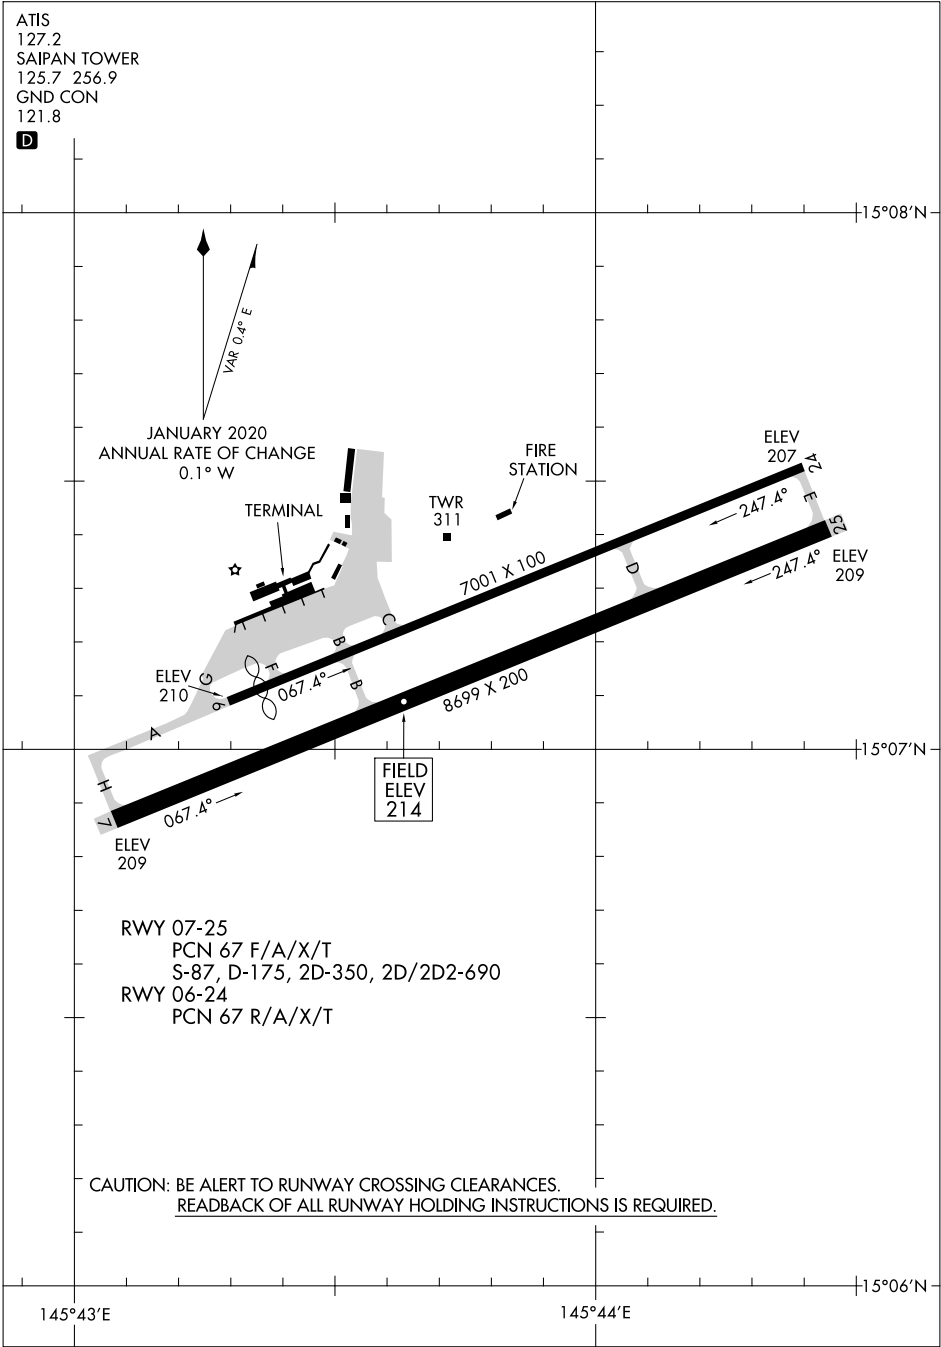 ATIS
127.2
SAIPAN TOWER
125.7 256.9
GND CON
121.8
D
15°08'N
VAR 0.4° E
JANUARY 2020
ANNUAL RATE OF CHANGE
0.1° W
ELEV
207
24
FIRE
STATION
TERMINAL
TWR
311
247.4°
E
25
ELEV
209
247.4°
7001 X 100
D
C
B
F
G
ELEV
210
6
067.4°
B
8699 X 200
A
15°07'N
H
FIELD
ELEV
214
067.4°
7
ELEV
209
RWY 07-25
PCN 67 F/A/X/T
S-87, D-175, 2D-350, 2D/2D2-690
RWY 06-24
PCN 67 R/A/X/T
CAUTION: BE ALERT TO RUNWAY CROSSING CLEARANCES.
READBACK OF ALL RUNWAY HOLDING INSTRUCTIONS IS REQUIRED.
15°06'N
145°43'E
145°44'E